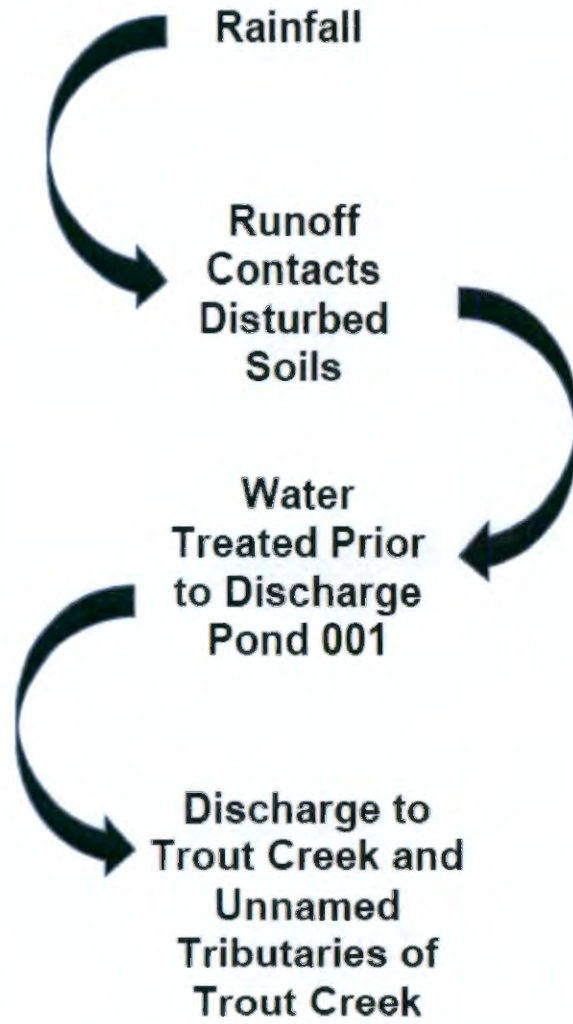 Rainfall
Runoff
Contacts
Disturbed
Soils
Water
Treated Prior
to Discharge
Pond 001
Discharge to
Trout Creek and
Unnamed
Tributaries of
Trout Creek